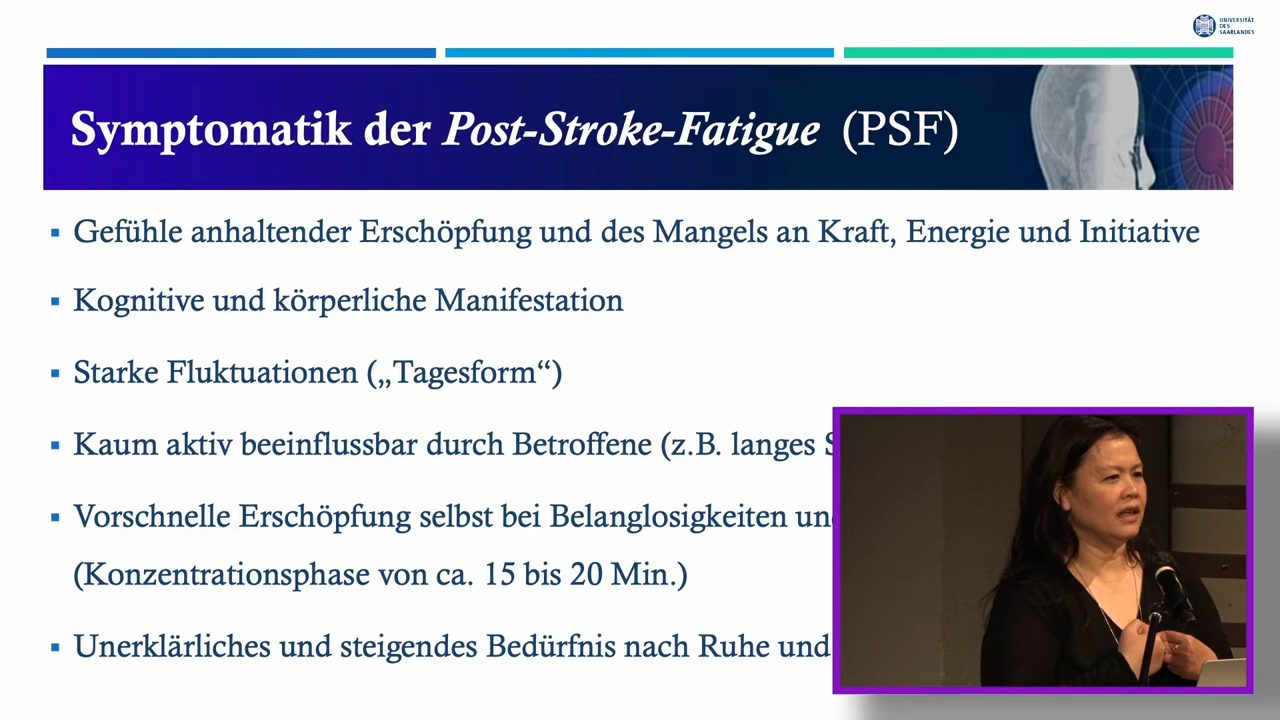 UNIVERSITÄT
DES
SAARLANDES
Symptomatik der Post-Stroke-Fatigue (PSF)
▪ Gefühle anhaltender Erschöpfung und des Mangels an Kraft, Energie und Initiative
▪ Kognitive und körperliche Manifestation
▪ Starke Fluktuationen („Tagesform“)
▪ Kaum aktiv beeinflussbar durch Betroffene (z.B. langes
▪ Vorschnelle Erschöpfung selbst bei Belanglosigkeiten
(Konzentrationsphase von ca. 15 bis 20 Min.)
▪ Unerklärliches und steigendes Bedürfnis nach Ruhe und